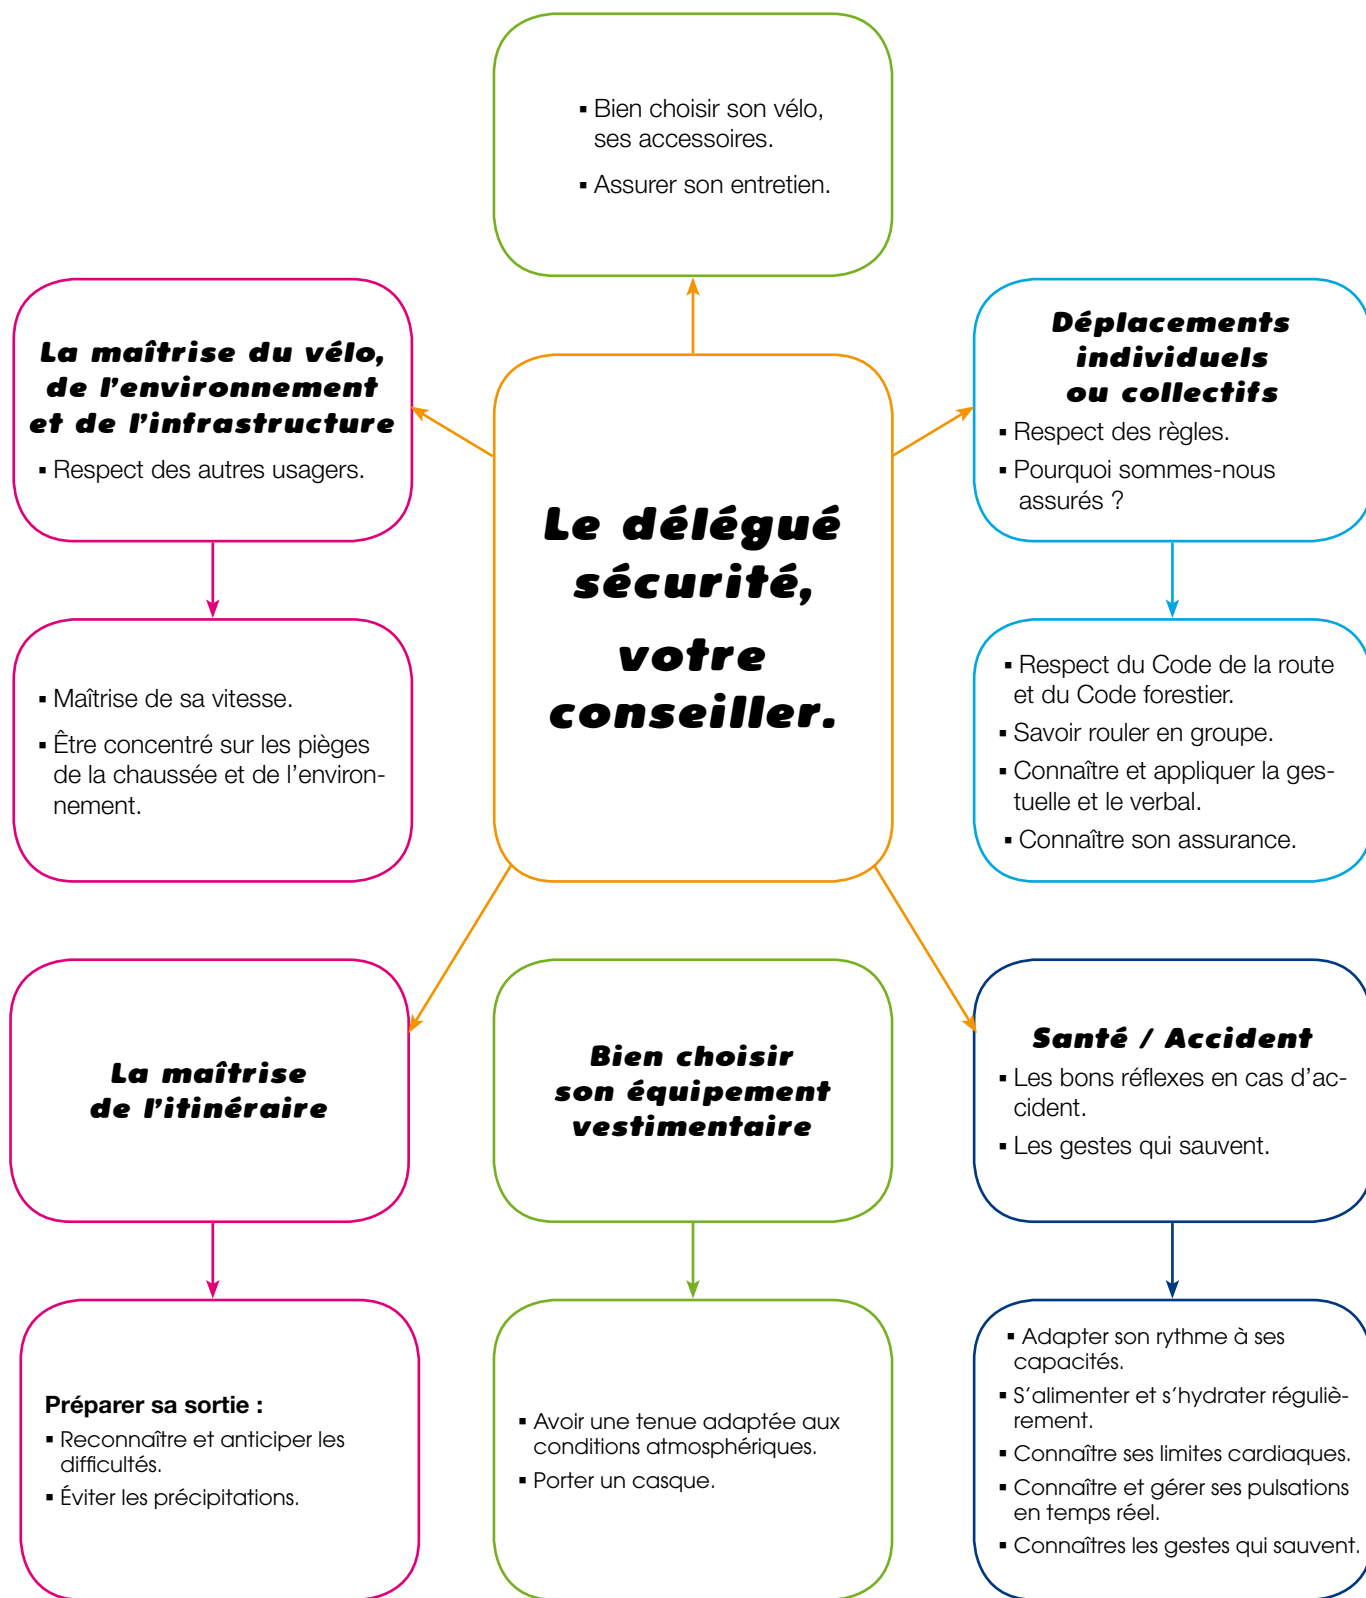 ▪ Bien choisir son vélo,
ses accessoires.
▪ Assurer son entretien.
La maîtrise du vélo,
de l'environnement
et de l'infrastructure
▪ Respect des autres usagers.
Déplacements
individuels
ou collectifs
▪ Respect des règles.
▪ Pourquoi sommes-nous
assurés ?
Le délégué
sécurité,
votre
conseiller.
▪ Maîtrise de sa vitesse.
▪ Être concentré sur les pièges
de la chaussée et de l'environ-
nement.
▪ Respect du Code de la route
et du Code forestier.
▪ Savoir rouler en groupe.
▪ Connaître et appliquer la ges-
tuelle et le verbal.
▪ Connaître son assurance.
La maîtrise
de l'itinéraire
Bien choisir
son équipement
vestimentaire
Santé / Accident
▪ Les bons réflexes en cas d'ac-
cident.
▪ Les gestes qui sauvent.
Préparer sa sortie :
▪ Reconnaître et anticiper les
difficultés.
▪ Éviter les précipitations.
▪ Avoir une tenue adaptée aux
conditions atmosphériques.
▪ Porter un casque.
▪ Adapter son rythme à ses
capacités.
▪ S'alimenter et s'hydrater réguliè-
rement.
▪ Connaître ses limites cardiaques.
▪ Connaître et gérer ses pulsations
en temps réel.
▪ Connaîtres les gestes qui sauvent.